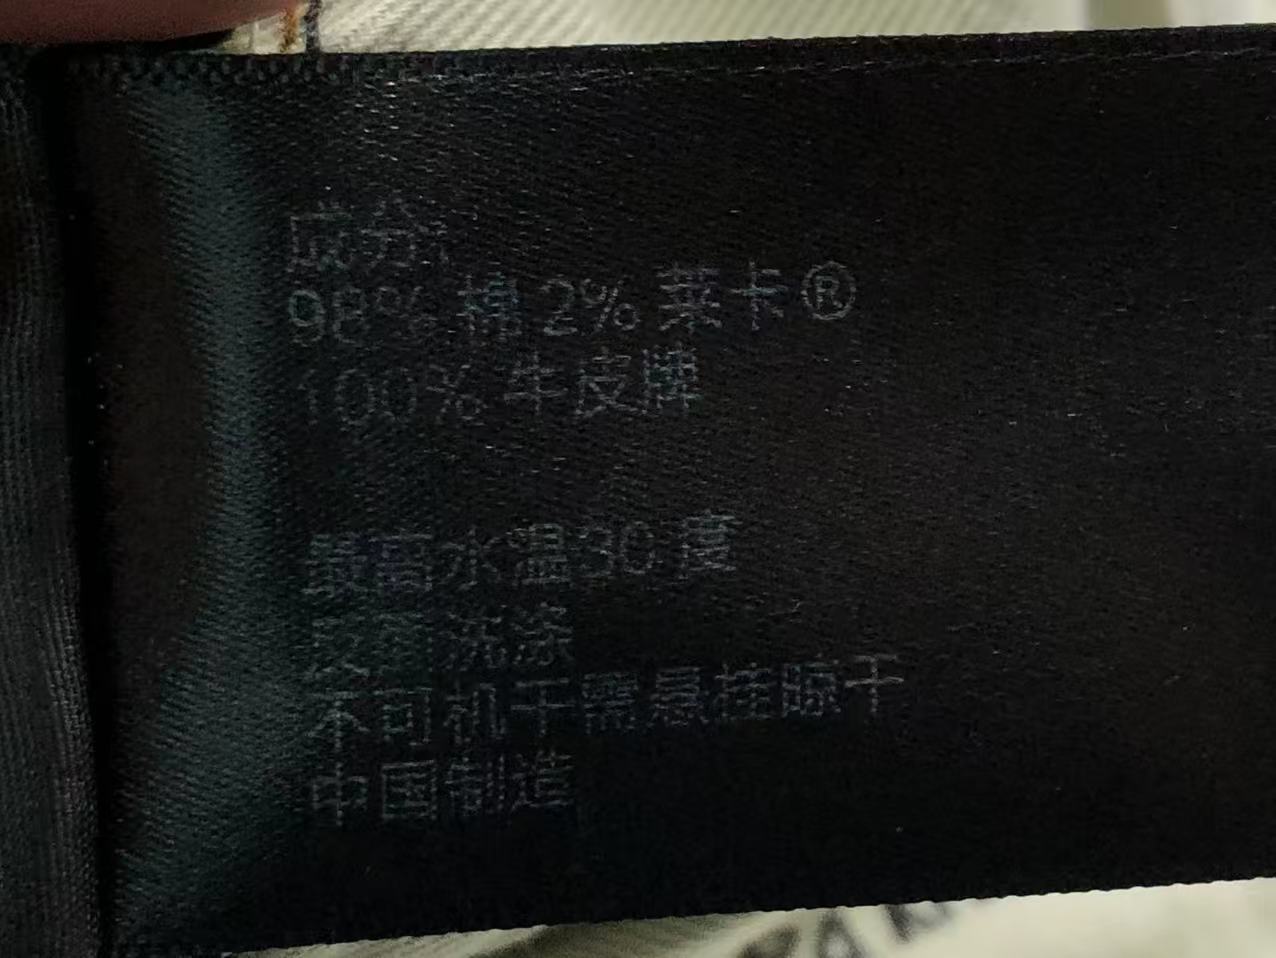 成分:
98% 棉 2% 莱卡®
100% 牛皮牌
最高水温30 度
反面洗涤
不可机干需悬挂晾干
中国制造